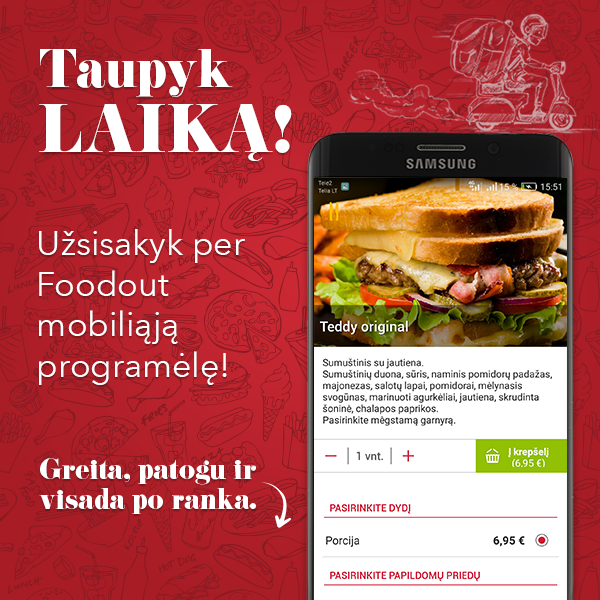 Taupyk
LAIKĄ!
Užsisakyk per
Foodout
mobiliąją
programėlę!
Greita, patogu ir
visada po ranka.
SAMSUNG
Tele2
Telia LT
4G
15 %
15:51
Teddy original
Sumuštinis su jautiena.
Sumuštinių duona, sūris, naminis pomidorų padažas,
majonezas, salotų lapai, pomidorai, mėlynasis
svogūnas, marinuoti agurkėliai, jautiena, skrudinta
šoninė, chalapos paprikos.
Pasirinkite mėgstamą garnyrą.
− 1 vnt. +
Į krepšelį
(6,95 €)
PASIRINKITE DYDĮ
Porcija 6,95 €
PASIRINKITE PAPILDOMŲ PRIEDŲ